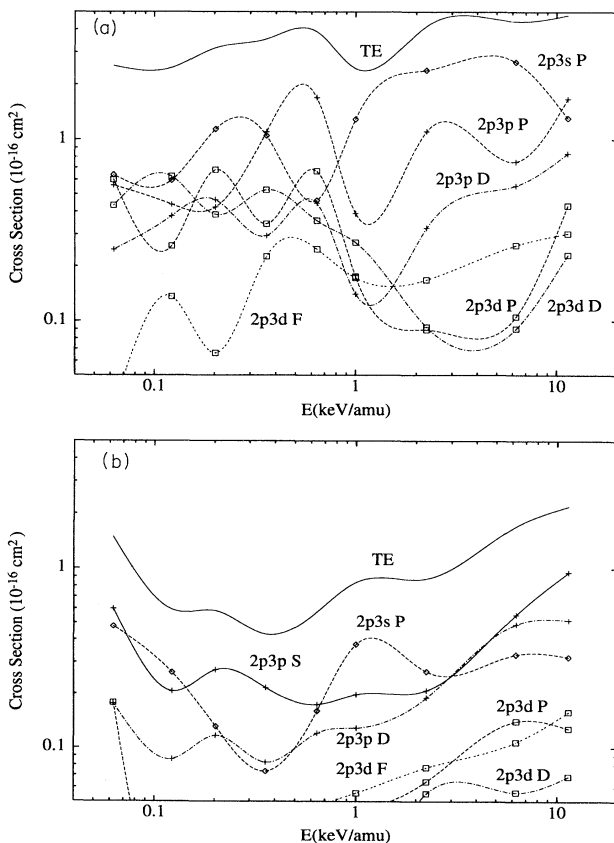 (a)
TE
2p3s P
2p3p P
2p3p D
2p3d F
2p3d P
2p3d D
1
0.1
Cross Section (10⁻¹⁶ cm²)
0.1
1
10
E(keV/amu)
(b)
TE
2p3s P
2p3p S
2p3p D
2p3d P
2p3d F
2p3d D
1
0.1
Cross Section (10⁻¹⁶ cm²)
0.1
1
10
E(keV/amu)